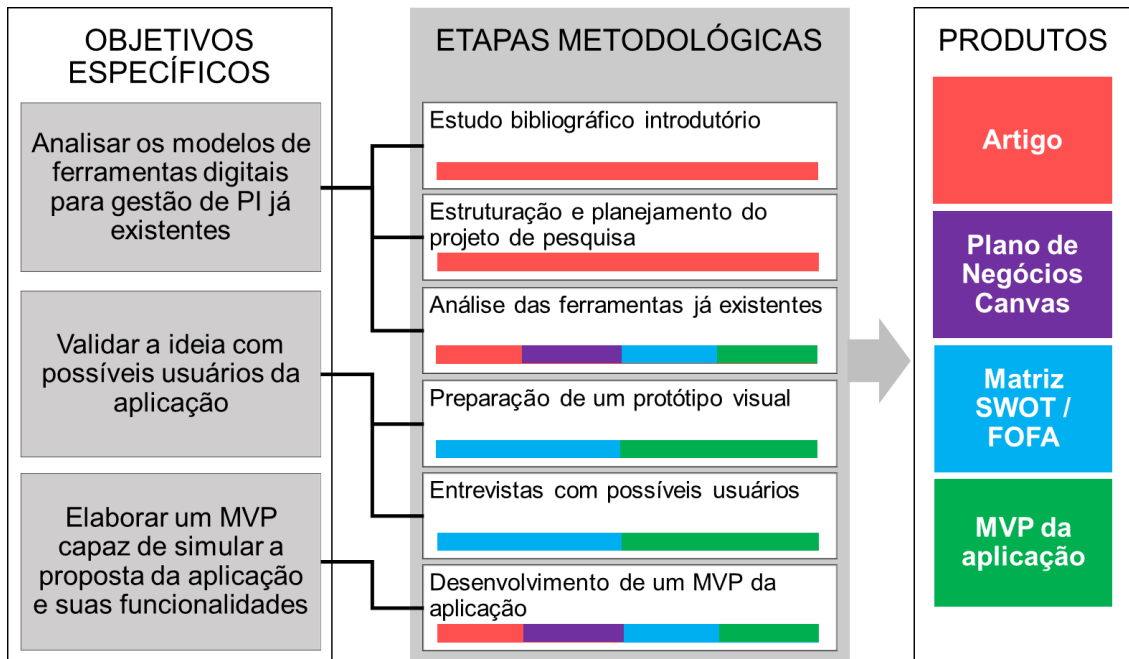 OBJETIVOS
ESPECÍFICOS
Analisar os modelos de
ferramentas digitais
para gestão de PI já
existentes
Validar a ideia com
possíveis usuários da
aplicação
Elaborar um MVP
capaz de simular a
proposta da aplicação
e suas funcionalidades
ETAPAS METODOLÓGICAS
Estudo bibliográfico introdutório
Estruturação e planejamento do
projeto de pesquisa
Análise das ferramentas já existentes
Preparação de um protótipo visual
Entrevistas com possíveis usuários
Desenvolvimento de um MVP da
aplicação
PRODUTOS
Artigo
Plano de
Negócios
Canvas
Matriz
SWOT /
FOFA
MVP da
aplicação